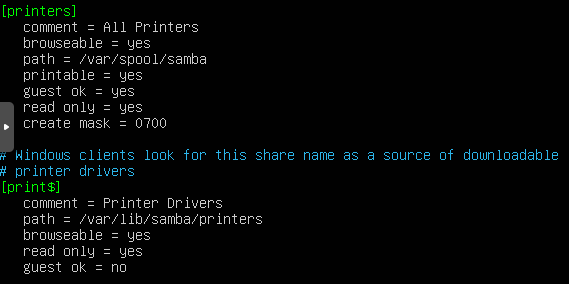 [printers]
comment = All Printers
browseable = yes
path = /var/spool/samba
printable = yes
guest ok = yes
read only = yes
create mask = 0700
# Windows clients look for this share name as a source of downloadable
# printer drivers
[print$]
comment = Printer Drivers
path = /var/lib/samba/printers
browseable = yes
read only = yes
guest ok = no